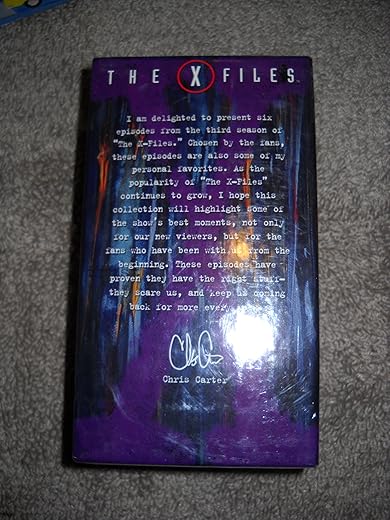 THE X FILES™
I am delighted to present six
episodes from the third season of
"The X-Files." Chosen by the fans,
these episodes are also some of my
personal favorites. As the
popularity of "The X-Files"
continues to grow, I hope this
collection will highlight some of
the show's best moments, not only
for our new viewers, but for the
fans who have been with us from the
beginning. These episodes have
proven they have the right stuff—
they scare us, and keep us coming
back for more
Chris Carter